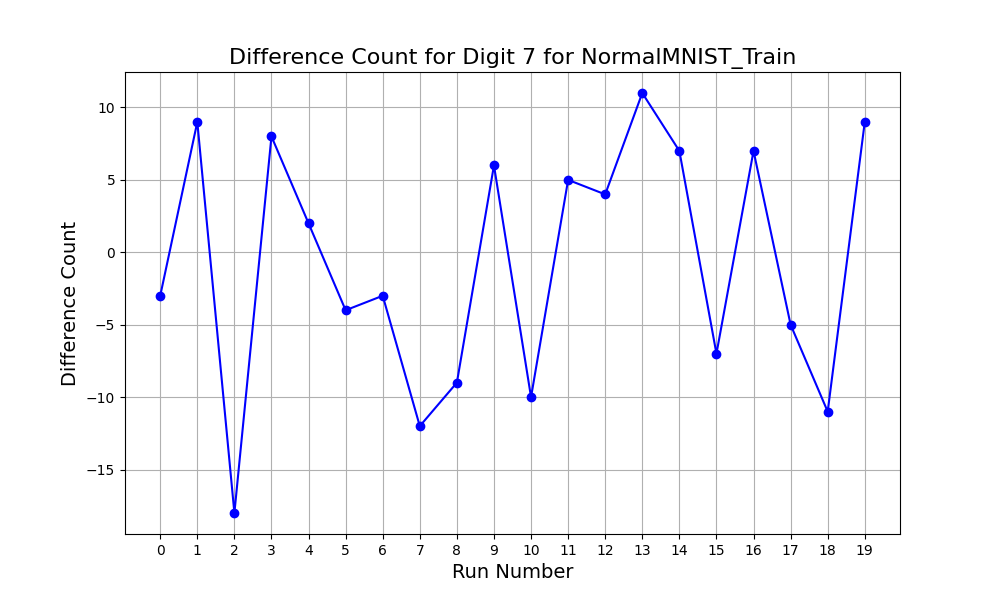 Difference Count for Digit 7 for NormalMNIST_Train
10
5
0
−5
−10
−15
Difference Count
0 1 2 3 4 5 6 7 8 9 10 11 12 13 14 15 16 17 18 19
Run Number